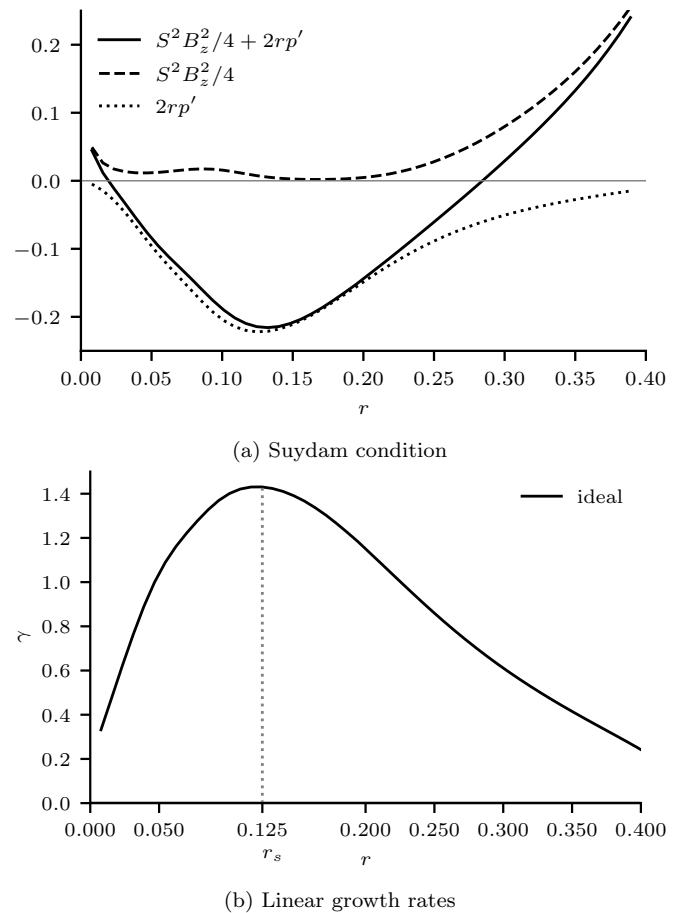 0.2
0.1
0.0
−0.1
−0.2
S²B_z²/4 + 2rp′
S²B_z²/4
2rp′
0.00 0.05 0.10 0.15 0.20 0.25 0.30 0.35 0.40
r
(a) Suydam condition
1.4
1.2
1.0
0.8
0.6
0.4
0.2
0.0
γ
ideal
0.000 0.050 0.125 0.200 0.250 0.300 0.350 0.400
r_s r
(b) Linear growth rates